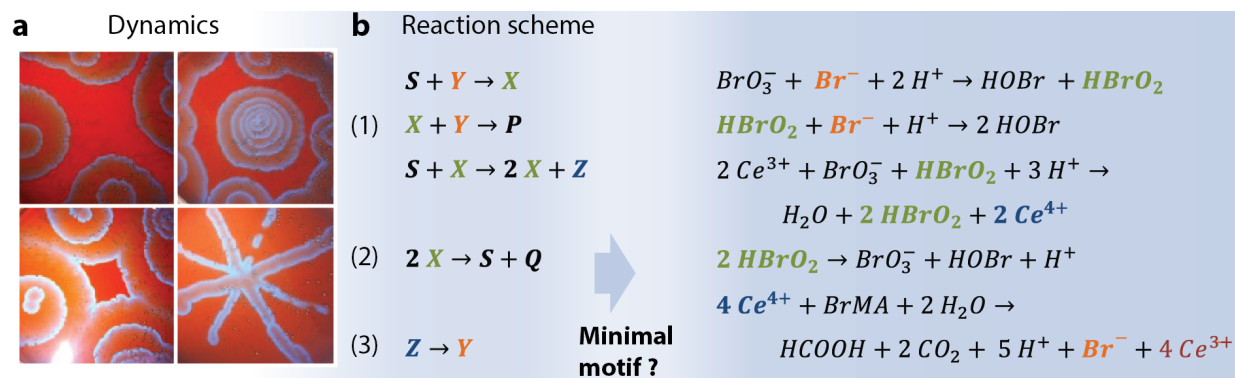 a Dynamics b Reaction scheme
S + Y → X BrO₃⁻ + Br⁻ + 2 H⁺ → HOBr + HBrO₂
(1) X + Y → P HBrO₂ + Br⁻ + H⁺ → 2 HOBr
S + X → 2 X + Z 2 Ce³⁺ + BrO₃⁻ + HBrO₂ + 3 H⁺ →
H₂O + 2 HBrO₂ + 2 Ce⁴⁺
(2) 2 X → S + Q 2 HBrO₂ → BrO₃⁻ + HOBr + H⁺
4 Ce⁴⁺ + BrMA + 2 H₂O →
Minimal
(3) Z → Y motif ? HCOOH + 2 CO₂ + 5 H⁺ + Br⁻ + 4 Ce³⁺